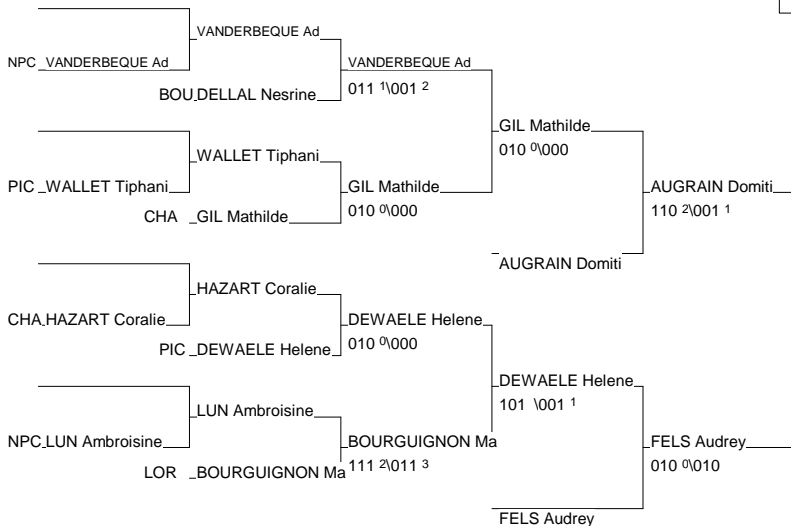 VANDERBEQUE Ad
NPC VANDERBEQUE Ad
VANDERBEQUE Ad
BOU DELLAL Nesrine
011 1\001 2
GIL Mathilde
WALLET Tiphani
010 0\000
PIC WALLET Tiphani
GIL Mathilde
AUGRAIN Domiti
CHA GIL Mathilde
010 0\000
110 2\001 1
AUGRAIN Domiti
HAZART Coralie
CHA HAZART Coralie
DEWAELE Helene
PIC DEWAELE Helene
010 0\000
DEWAELE Helene
LUN Ambroisine
101 \001 1
NPC LUN Ambroisine
BOURGUIGNON Ma
FELS Audrey
LOR BOURGUIGNON Ma
111 2\011 3
010 0\010
FELS Audrey